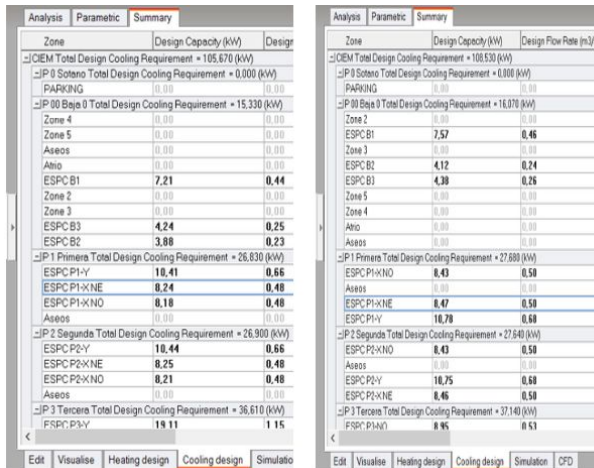 Analysis Parametric Summary
Zone Design Capacity (kW) Design
CIEM Total Design Cooling Requirement = 105,670 (kW)
P 0 Sotano Total Design Cooling Requirement = 0,000 (kW)
PARKING 0,00 0,00
P 00 Baja 0 Total Design Cooling Requirement = 15,330 (kW)
Zone 4 0,00 0,00
Zone 5 0,00 0,00
Aseos 0,00 0,00
Atrio 0,00 0,00
ESPC B1 7,21 0,44
Zone 2 0,00 0,00
Zone 3 0,00 0,00
ESPC B3 4,24 0,25
ESPC B2 3,88 0,23
P 1 Primera Total Design Cooling Requirement = 26,830 (kW)
ESPC P1-Y 10,41 0,66
ESPC P1-XNE 8,24 0,48
ESPC P1-XNO 8,18 0,48
P 2 Segunda Total Design Cooling Requirement = 26,900 (kW)
ESPC P2-Y 10,44 0,66
ESPC P2-XNE 8,25 0,48
ESPC P2-XNO 8,21 0,48
Aseos 0,00 0,00
P 3 Tercera Total Design Cooling Requirement = 36,610 (kW)
ESPC P3-Y 19,11 1,15
Edit Visualise Heating design Cooling design Simulatio
Analysis Parametric Summary
Zone Design Capacity (kW) Design Flow Rate (m3/
CIEM Total Design Cooling Requirement = 108,530 (kW)
P 0 Sotano Total Design Cooling Requirement = 0,000 (kW)
PARKING 0,00 0,00
P 00 Baja 0 Total Design Cooling Requirement = 16,070 (kW)
Zone 2 0,00 0,00
ESPC B1 7,57 0,46
Zone 3 0,00 0,00
ESPC B2 4,12 0,24
ESPC B3 4,38 0,26
Zone 5 0,00 0,00
Zone 4 0,00 0,00
Atrio 0,00 0,00
Aseos 0,00 0,00
P 1 Primera Total Design Cooling Requirement = 27,680 (kW)
ESPC P1-XNO 8,43 0,50
Aseos 0,00 0,00
ESPC P1-XNE 8,47 0,50
ESPC P1-Y 10,78 0,68
P 2 Segunda Total Design Cooling Requirement = 27,640 (kW)
ESPC P2-XNO 8,43 0,50
Aseos 0,00 0,00
ESPC P2-Y 10,75 0,68
ESPC P2-XNE 8,46 0,50
P 3 Tercera Total Design Cooling Requirement = 37,140 (kW)
ESPC P3-NO 8,95 0,53
Edit Visualise Heating design Cooling design Simulation CFD